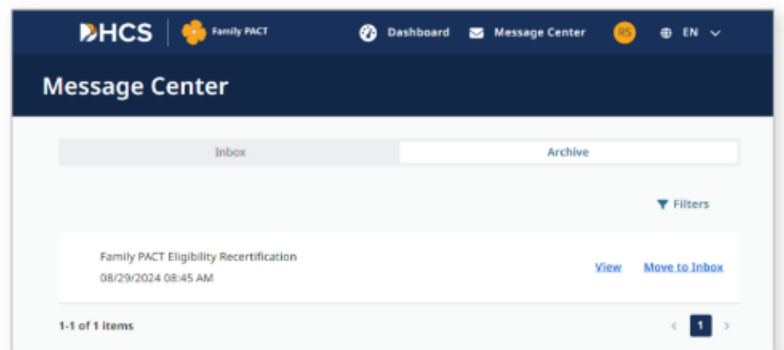 DHCS Family PACT Dashboard Message Center RS EN
Message Center
Inbox Archive
Filters
Family PACT Eligibility Recertification
08/29/2024 08:45 AM
View Move to Inbox
1-1 of 1 items < 1 >